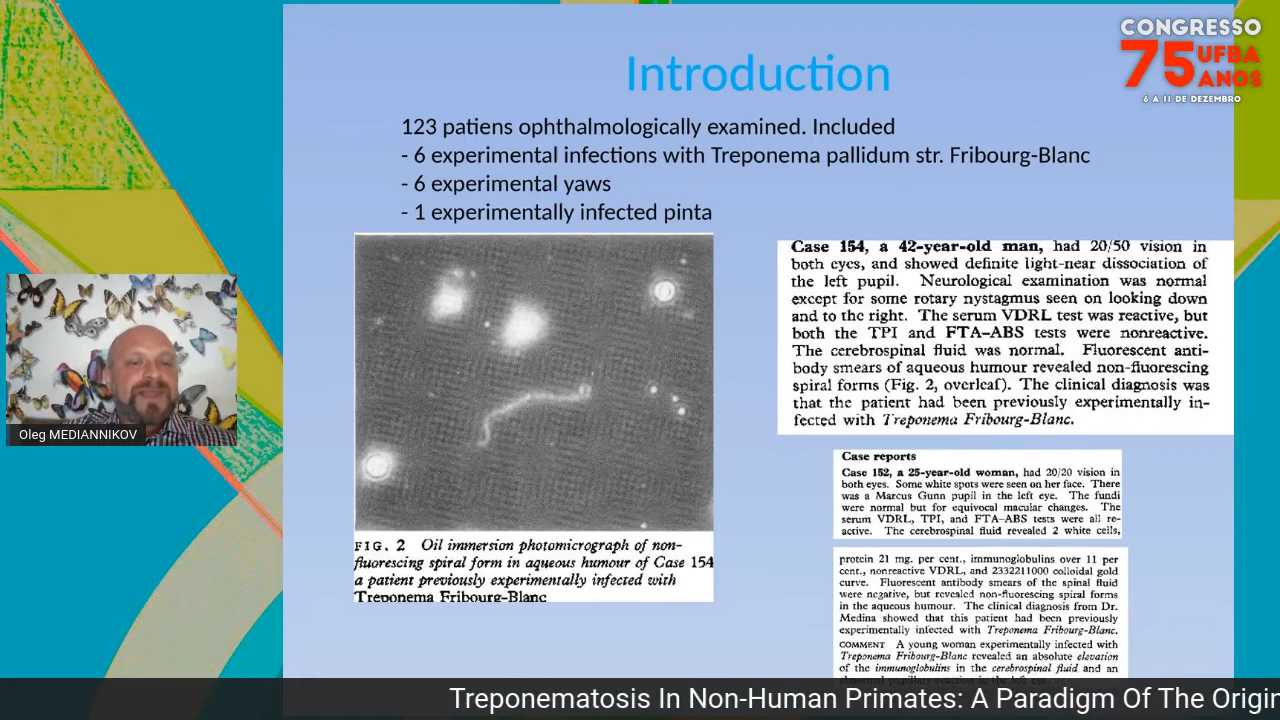 CONGRESSO
75 UFBA
ANOS
6 A 11 DE DEZEMBRO
Introduction
123 patiens ophthalmologically examined. Included
- 6 experimental infections with Treponema pallidum str. Fribourg-Blanc
- 6 experimental yaws
- 1 experimentally infected pinta
Oleg MEDIANNIKOV
FIG. 2 Oil immersion photomicrograph of non-
fluorescing spiral form in aqueous humour of Case 154
a patient previously experimentally infected with
Treponema Fribourg-Blanc
Case 154, a 42-year-old man, had 20/50 vision in
both eyes, and showed definite light-near dissociation of
the left pupil. Neurological examination was normal
except for some rotary nystagmus seen on looking down
and to the right. The serum VDRL test was reactive, but
both the TPI and FTA-ABS tests were nonreactive.
The cerebrospinal fluid was normal. Fluorescent anti-
body smears of aqueous humour revealed non-fluorescing
spiral forms (Fig. 2, overleaf). The clinical diagnosis was
that the patient had been previously experimentally in-
fected with Treponema Fribourg-Blanc.
Case reports
Case 152, a 25-year-old woman, had 20/20 vision in
both eyes. Some white spots were seen on her face. There
was a Marcus Gunn pupil in the left eye. The fundi
were normal but for equivocal macular changes. The
serum VDRL, TPI, and FTA-ABS tests were all re-
active. The cerebrospinal fluid revealed 2 white cells,
protein 21 mg. per cent., immunoglobulins over 11 per
cent., nonreactive VDRL, and 2332211000 colloidal gold
curve. Fluorescent antibody smears of the spinal fluid
were negative, but revealed non-fluorescing spiral forms
in the aqueous humour. The clinical diagnosis from Dr.
Medina showed that this patient had been previously
experimentally infected with Treponema Fribourg-Blanc.
COMMENT A young woman experimentally infected with
Treponema Fribourg-Blanc revealed an absolute elevation
of the immunoglobulins in the cerebrospinal fluid and an
Treponematosis In Non-Human Primates: A Paradigm Of The Origin